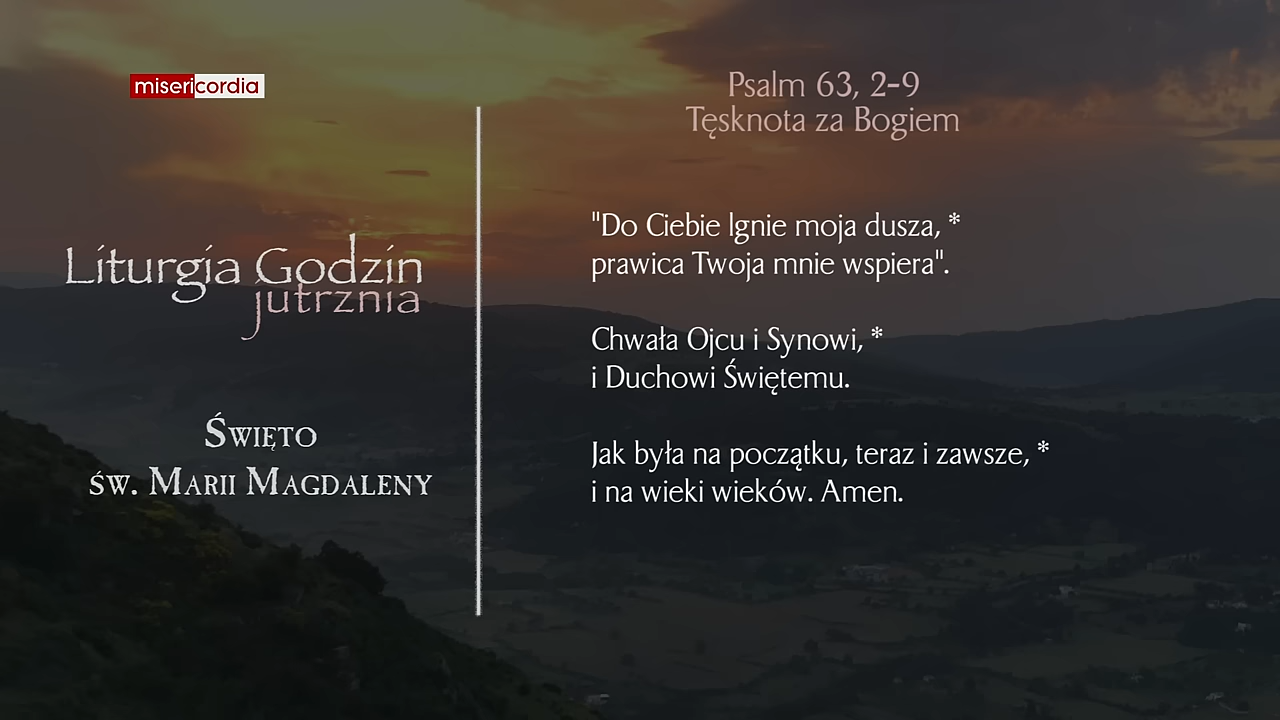 misericordia
Liturgia Godzin
jutrznia
Święto
św. Marii Magdaleny
Psalm 63, 2-9
Tęsknota za Bogiem
"Do Ciebie lgnie moja dusza, *
prawica Twoja mnie wspiera".
Chwała Ojcu i Synowi, *
i Duchowi Świętemu.
Jak była na początku, teraz i zawsze, *
i na wieki wieków. Amen.